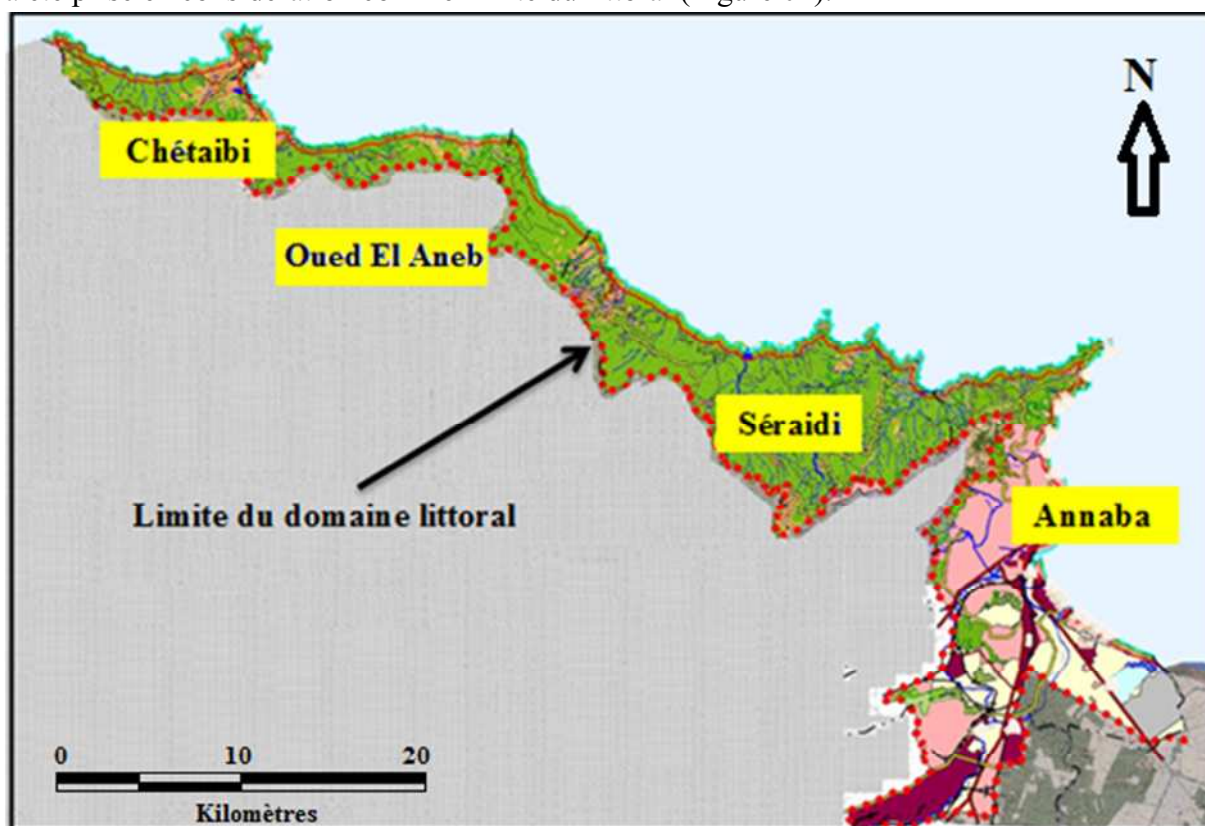 N
Chétaibi
Oued El Aneb
Séraidi
Limite du domaine littoral
Annaba
0 10 20
Kilomètres